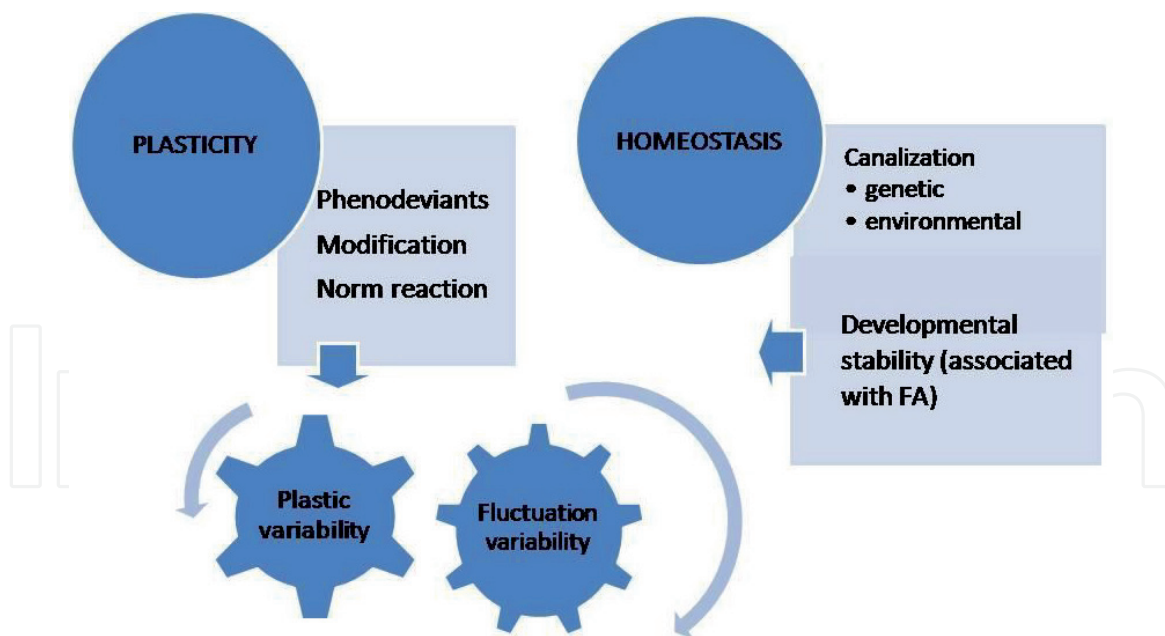 PLASTICITY
Phenodeviants
Modification
Norm reaction
HOMEOSTASIS
Canalization
• genetic
• environmental
Developmental
stability (associated
with FA)
Plastic
variability
Fluctuation
variability